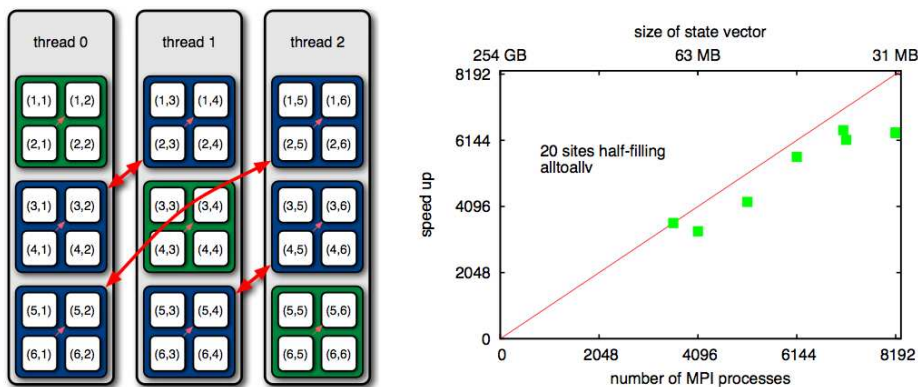 thread 0
thread 1
thread 2
(1,1) (1,2)
(2,1) (2,2)
(1,3) (1,4)
(2,3) (2,4)
(1,5) (1,6)
(2,5) (2,6)
(3,1) (3,2)
(4,1) (4,2)
(3,3) (3,4)
(4,3) (4,4)
(3,5) (3,6)
(4,5) (4,6)
(5,1) (5,2)
(6,1) (6,2)
(5,3) (5,4)
(6,3) (6,4)
(5,5) (5,6)
(6,5) (6,6)
size of state vector
254 GB 63 MB 31 MB
8192
6144
4096
2048
0
speed up
20 sites half-filling
alltoallv
0 2048 4096 6144 8192
number of MPI processes